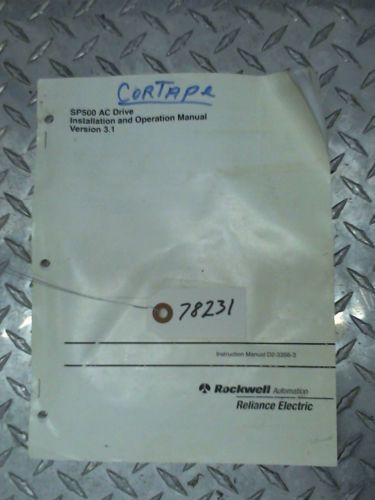 CORTAPE
SP500 AC Drive
Installation and Operation Manual
Version 3.1
78231
Instruction Manual D2-3356-3
Rockwell Automation
Reliance Electric